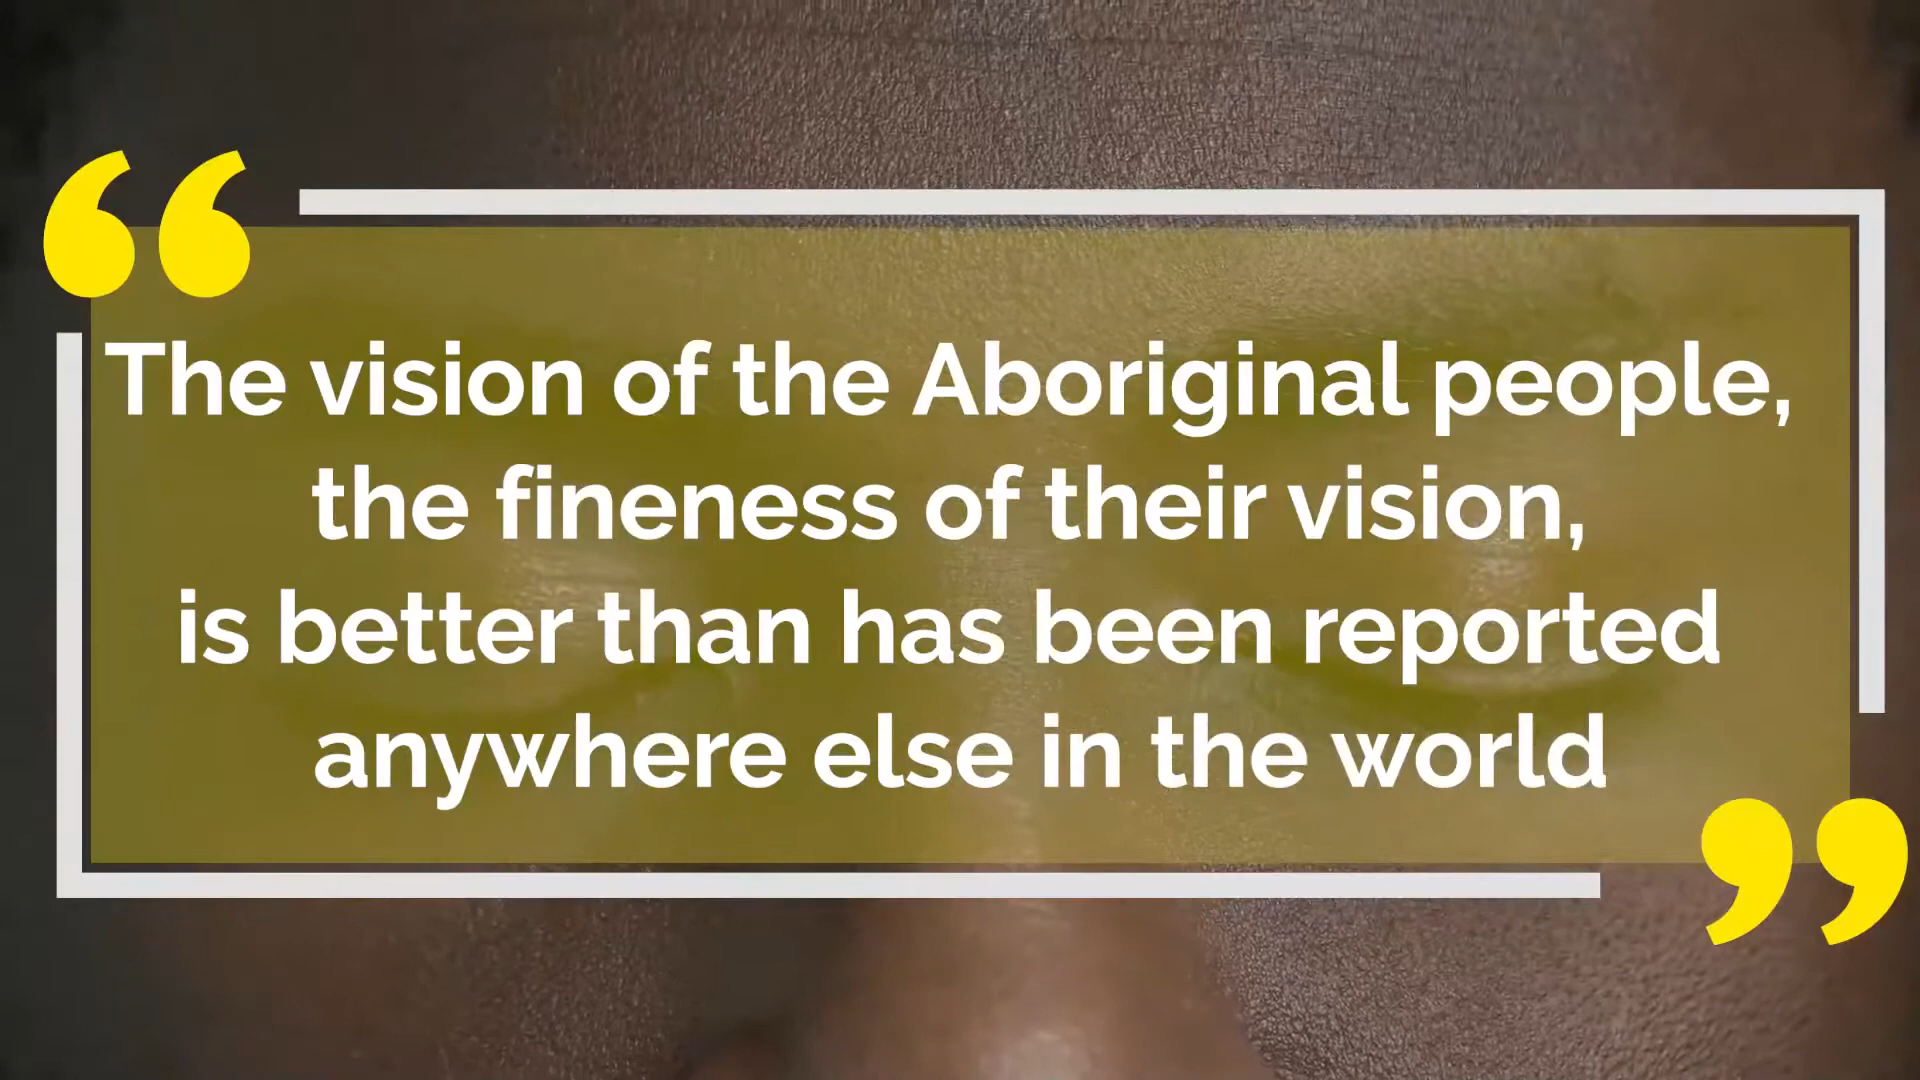 “
The vision of the Aboriginal people,
the fineness of their vision,
is better than has been reported
anywhere else in the world
”